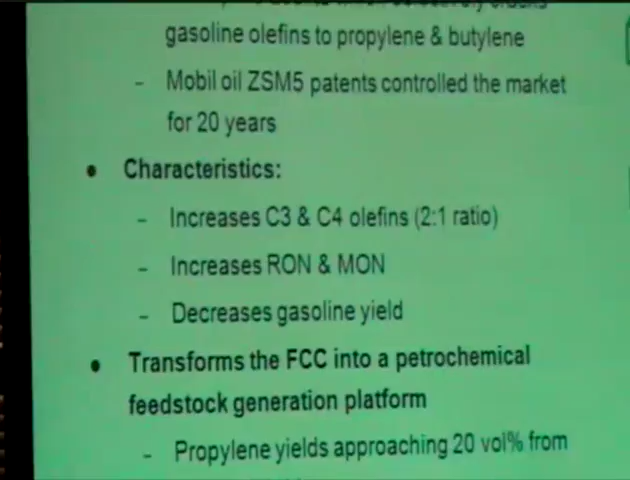 gasoline olefins to propylene & butylene
- Mobil oil ZSM5 patents controlled the market
for 20 years
• Characteristics:
- Increases C3 & C4 olefins (2:1 ratio)
- Increases RON & MON
- Decreases gasoline yield
• Transforms the FCC into a petrochemical
feedstock generation platform
- Propylene yields approaching 20 vol% from